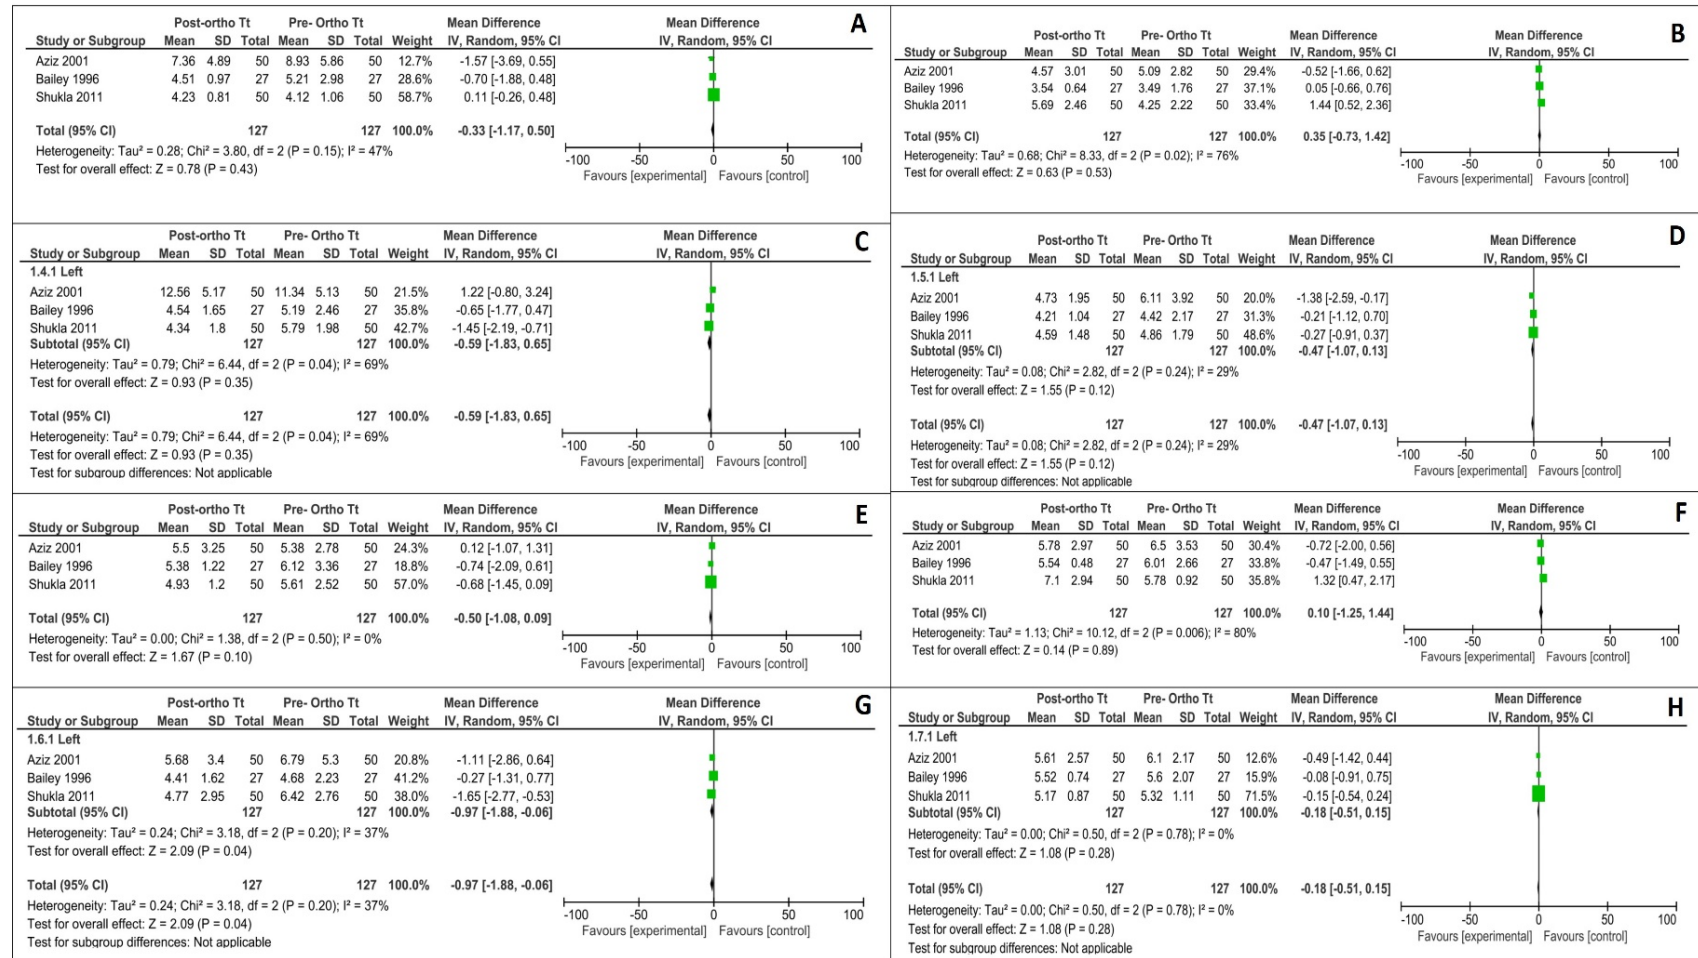 A
Post-ortho Tt Pre- Ortho Tt Mean Difference Mean Difference
Study or Subgroup Mean SD Total Mean SD Total Weight IV, Random, 95% CI IV, Random, 95% CI
Aziz 2001 7.36 4.89 50 8.93 5.86 50 12.7% -1.57 [-3.69, 0.55]
Bailey 1996 4.51 0.97 27 5.21 2.98 27 28.6% -0.70 [-1.88, 0.48]
Shukla 2011 4.23 0.81 50 4.12 1.06 50 58.7% 0.11 [-0.26, 0.48]
Total (95% CI) 127 127 100.0% -0.33 [-1.17, 0.50]
Heterogeneity: Tau² = 0.28; Chi² = 3.80, df = 2 (P = 0.15); I² = 47%
Test for overall effect: Z = 0.78 (P = 0.43)
-100 -50 0 50 100
Favours [experimental] Favours [control]
B
Post-ortho Tt Pre- Ortho Tt Mean Difference Mean Difference
Study or Subgroup Mean SD Total Mean SD Total Weight IV, Random, 95% CI IV, Random, 95% CI
Aziz 2001 4.57 3.01 50 5.09 2.82 50 29.4% -0.52 [-1.66, 0.62]
Bailey 1996 3.54 0.64 27 3.49 1.76 27 37.1% 0.05 [-0.66, 0.76]
Shukla 2011 5.69 2.46 50 4.25 2.22 50 33.4% 1.44 [0.52, 2.36]
Total (95% CI) 127 127 100.0% 0.35 [-0.73, 1.42]
Heterogeneity: Tau² = 0.68; Chi² = 8.33, df = 2 (P = 0.02); I² = 76%
Test for overall effect: Z = 0.63 (P = 0.53)
-100 -50 0 50 100
Favours [experimental] Favours [control]
C
Post-ortho Tt Pre- Ortho Tt Mean Difference Mean Difference
Study or Subgroup Mean SD Total Mean SD Total Weight IV, Random, 95% CI IV, Random, 95% CI
1.4.1 Left
Aziz 2001 12.56 5.17 50 11.34 5.13 50 21.5% 1.22 [-0.80, 3.24]
Bailey 1996 4.54 1.65 27 5.19 2.46 27 35.8% -0.65 [-1.77, 0.47]
Shukla 2011 4.34 1.8 50 5.79 1.98 50 42.7% -1.45 [-2.19, -0.71]
Subtotal (95% CI) 127 127 100.0% -0.59 [-1.83, 0.65]
Heterogeneity: Tau² = 0.79; Chi² = 6.44, df = 2 (P = 0.04); I² = 69%
Test for overall effect: Z = 0.93 (P = 0.35)
Total (95% CI) 127 127 100.0% -0.59 [-1.83, 0.65]
Heterogeneity: Tau² = 0.79; Chi² = 6.44, df = 2 (P = 0.04); I² = 69%
Test for overall effect: Z = 0.93 (P = 0.35)
Test for subgroup differences: Not applicable
-100 -50 0 50 100
Favours [experimental] Favours [control]
D
Post-ortho Tt Pre- Ortho Tt Mean Difference Mean Difference
Study or Subgroup Mean SD Total Mean SD Total Weight IV, Random, 95% CI IV, Random, 95% CI
1.5.1 Left
Aziz 2001 4.73 1.95 50 6.11 3.92 50 20.0% -1.38 [-2.59, -0.17]
Bailey 1996 4.21 1.04 27 4.42 2.17 27 31.3% -0.21 [-1.12, 0.70]
Shukla 2011 4.59 1.48 50 4.86 1.79 50 48.6% -0.27 [-0.91, 0.37]
Subtotal (95% CI) 127 127 100.0% -0.47 [-1.07, 0.13]
Heterogeneity: Tau² = 0.08; Chi² = 2.82, df = 2 (P = 0.24); I² = 29%
Test for overall effect: Z = 1.55 (P = 0.12)
Total (95% CI) 127 127 100.0% -0.47 [-1.07, 0.13]
Heterogeneity: Tau² = 0.08; Chi² = 2.82, df = 2 (P = 0.24); I² = 29%
Test for overall effect: Z = 1.55 (P = 0.12)
Test for subgroup differences: Not applicable
-100 -50 0 50 100
Favours [experimental] Favours [control]
E
Post-ortho Tt Pre- Ortho Tt Mean Difference Mean Difference
Study or Subgroup Mean SD Total Mean SD Total Weight IV, Random, 95% CI IV, Random, 95% CI
Aziz 2001 5.5 3.25 50 5.38 2.78 50 24.3% 0.12 [-1.07, 1.31]
Bailey 1996 5.38 1.22 27 6.12 3.36 27 18.8% -0.74 [-2.09, 0.61]
Shukla 2011 4.93 1.2 50 5.61 2.52 50 57.0% -0.68 [-1.45, 0.09]
Total (95% CI) 127 127 100.0% -0.50 [-1.08, 0.09]
Heterogeneity: Tau² = 0.00; Chi² = 1.38, df = 2 (P = 0.50); I² = 0%
Test for overall effect: Z = 1.67 (P = 0.10)
-100 -50 0 50 100
Favours [experimental] Favours [control]
F
Post-ortho Tt Pre- Ortho Tt Mean Difference Mean Difference
Study or Subgroup Mean SD Total Mean SD Total Weight IV, Random, 95% CI IV, Random, 95% CI
Aziz 2001 5.78 2.97 50 6.5 3.53 50 30.4% -0.72 [-2.00, 0.56]
Bailey 1996 5.54 0.48 27 6.01 2.66 27 33.8% -0.47 [-1.49, 0.55]
Shukla 2011 7.1 2.94 50 5.78 0.92 50 35.8% 1.32 [0.47, 2.17]
Total (95% CI) 127 127 100.0% 0.10 [-1.25, 1.44]
Heterogeneity: Tau² = 1.13; Chi² = 10.12, df = 2 (P = 0.006); I² = 80%
Test for overall effect: Z = 0.14 (P = 0.89)
-100 -50 0 50 100
Favours [experimental] Favours [control]
G
Post-ortho Tt Pre- Ortho Tt Mean Difference Mean Difference
Study or Subgroup Mean SD Total Mean SD Total Weight IV, Random, 95% CI IV, Random, 95% CI
1.6.1 Left
Aziz 2001 5.68 3.4 50 6.79 5.3 50 20.8% -1.11 [-2.86, 0.64]
Bailey 1996 4.41 1.62 27 4.68 2.23 27 41.2% -0.27 [-1.31, 0.77]
Shukla 2011 4.77 2.95 50 6.42 2.76 50 38.0% -1.65 [-2.77, -0.53]
Subtotal (95% CI) 127 127 100.0% -0.97 [-1.88, -0.06]
Heterogeneity: Tau² = 0.24; Chi² = 3.18, df = 2 (P = 0.20); I² = 37%
Test for overall effect: Z = 2.09 (P = 0.04)
Total (95% CI) 127 127 100.0% -0.97 [-1.88, -0.06]
Heterogeneity: Tau² = 0.24; Chi² = 3.18, df = 2 (P = 0.20); I² = 37%
Test for overall effect: Z = 2.09 (P = 0.04)
Test for subgroup differences: Not applicable
-100 -50 0 50 100
Favours [experimental] Favours [control]
H
Post-ortho Tt Pre- Ortho Tt Mean Difference Mean Difference
Study or Subgroup Mean SD Total Mean SD Total Weight IV, Random, 95% CI IV, Random, 95% CI
1.7.1 Left
Aziz 2001 5.61 2.57 50 6.1 2.17 50 12.6% -0.49 [-1.42, 0.44]
Bailey 1996 5.52 0.74 27 5.6 2.07 27 15.9% -0.08 [-0.91, 0.75]
Shukla 2011 5.17 0.87 50 5.32 1.11 50 71.5% -0.15 [-0.54, 0.24]
Subtotal (95% CI) 127 127 100.0% -0.18 [-0.51, 0.15]
Heterogeneity: Tau² = 0.00; Chi² = 0.50, df = 2 (P = 0.78); I² = 0%
Test for overall effect: Z = 1.08 (P = 0.28)
Total (95% CI) 127 127 100.0% -0.18 [-0.51, 0.15]
Heterogeneity: Tau² = 0.00; Chi² = 0.50, df = 2 (P = 0.78); I² = 0%
Test for overall effect: Z = 1.08 (P = 0.28)
Test for subgroup differences: Not applicable
-100 -50 0 50 100
Favours [experimental] Favours [control]